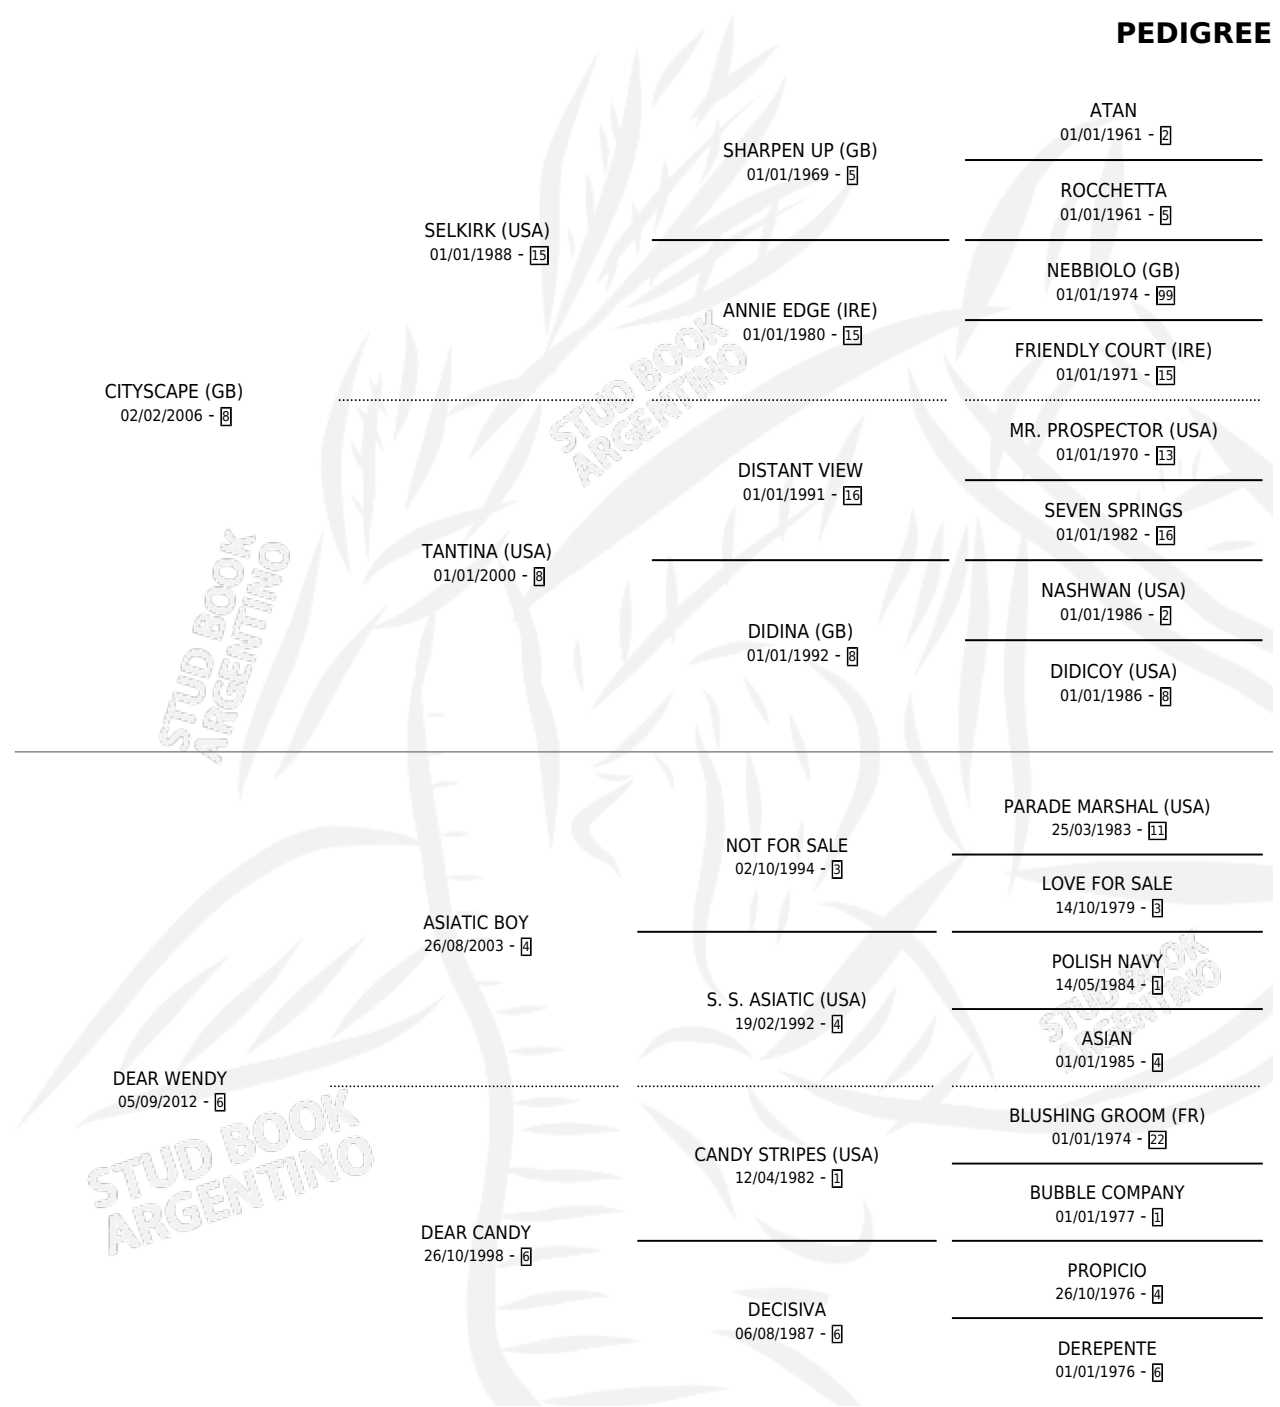 PEDIGREE
ATAN
01/01/1961 - 2
SHARPEN UP (GB)
01/01/1969 - 5
ROCCHETTA
01/01/1961 - 5
SELKIRK (USA)
01/01/1988 - 15
NEBBIOLO (GB)
01/01/1974 - 99
ANNIE EDGE (IRE)
01/01/1980 - 15
FRIENDLY COURT (IRE)
01/01/1971 - 15
CITYSCAPE (GB)
02/02/2006 - 8
STUD BOOK
ARGENTINO
MR. PROSPECTOR (USA)
01/01/1970 - 13
DISTANT VIEW
01/01/1991 - 16
SEVEN SPRINGS
01/01/1982 - 16
TANTINA (USA)
01/01/2000 - 8
NASHWAN (USA)
01/01/1986 - 2
DIDINA (GB)
01/01/1992 - 8
DIDICOY (USA)
01/01/1986 - 8
STUD BOOK
ARGENTINO
PARADE MARSHAL (USA)
25/03/1983 - 11
NOT FOR SALE
02/10/1994 - 3
LOVE FOR SALE
14/10/1979 - 3
ASIATIC BOY
26/08/2003 - 4
POLISH NAVY
14/05/1984 - 1
S. S. ASIATIC (USA)
19/02/1992 - 4
ASIAN
01/01/1985 - 4
STUD BOOK
ARGENTINO
DEAR WENDY
05/09/2012 - 6
BLUSHING GROOM (FR)
01/01/1974 - 22
CANDY STRIPES (USA)
12/04/1982 - 1
BUBBLE COMPANY
01/01/1977 - 1
STUD BOOK
ARGENTINO
DEAR CANDY
26/10/1998 - 6
PROPICIO
26/10/1976 - 4
DECISIVA
06/08/1987 - 6
DEREPENTE
01/01/1976 - 6